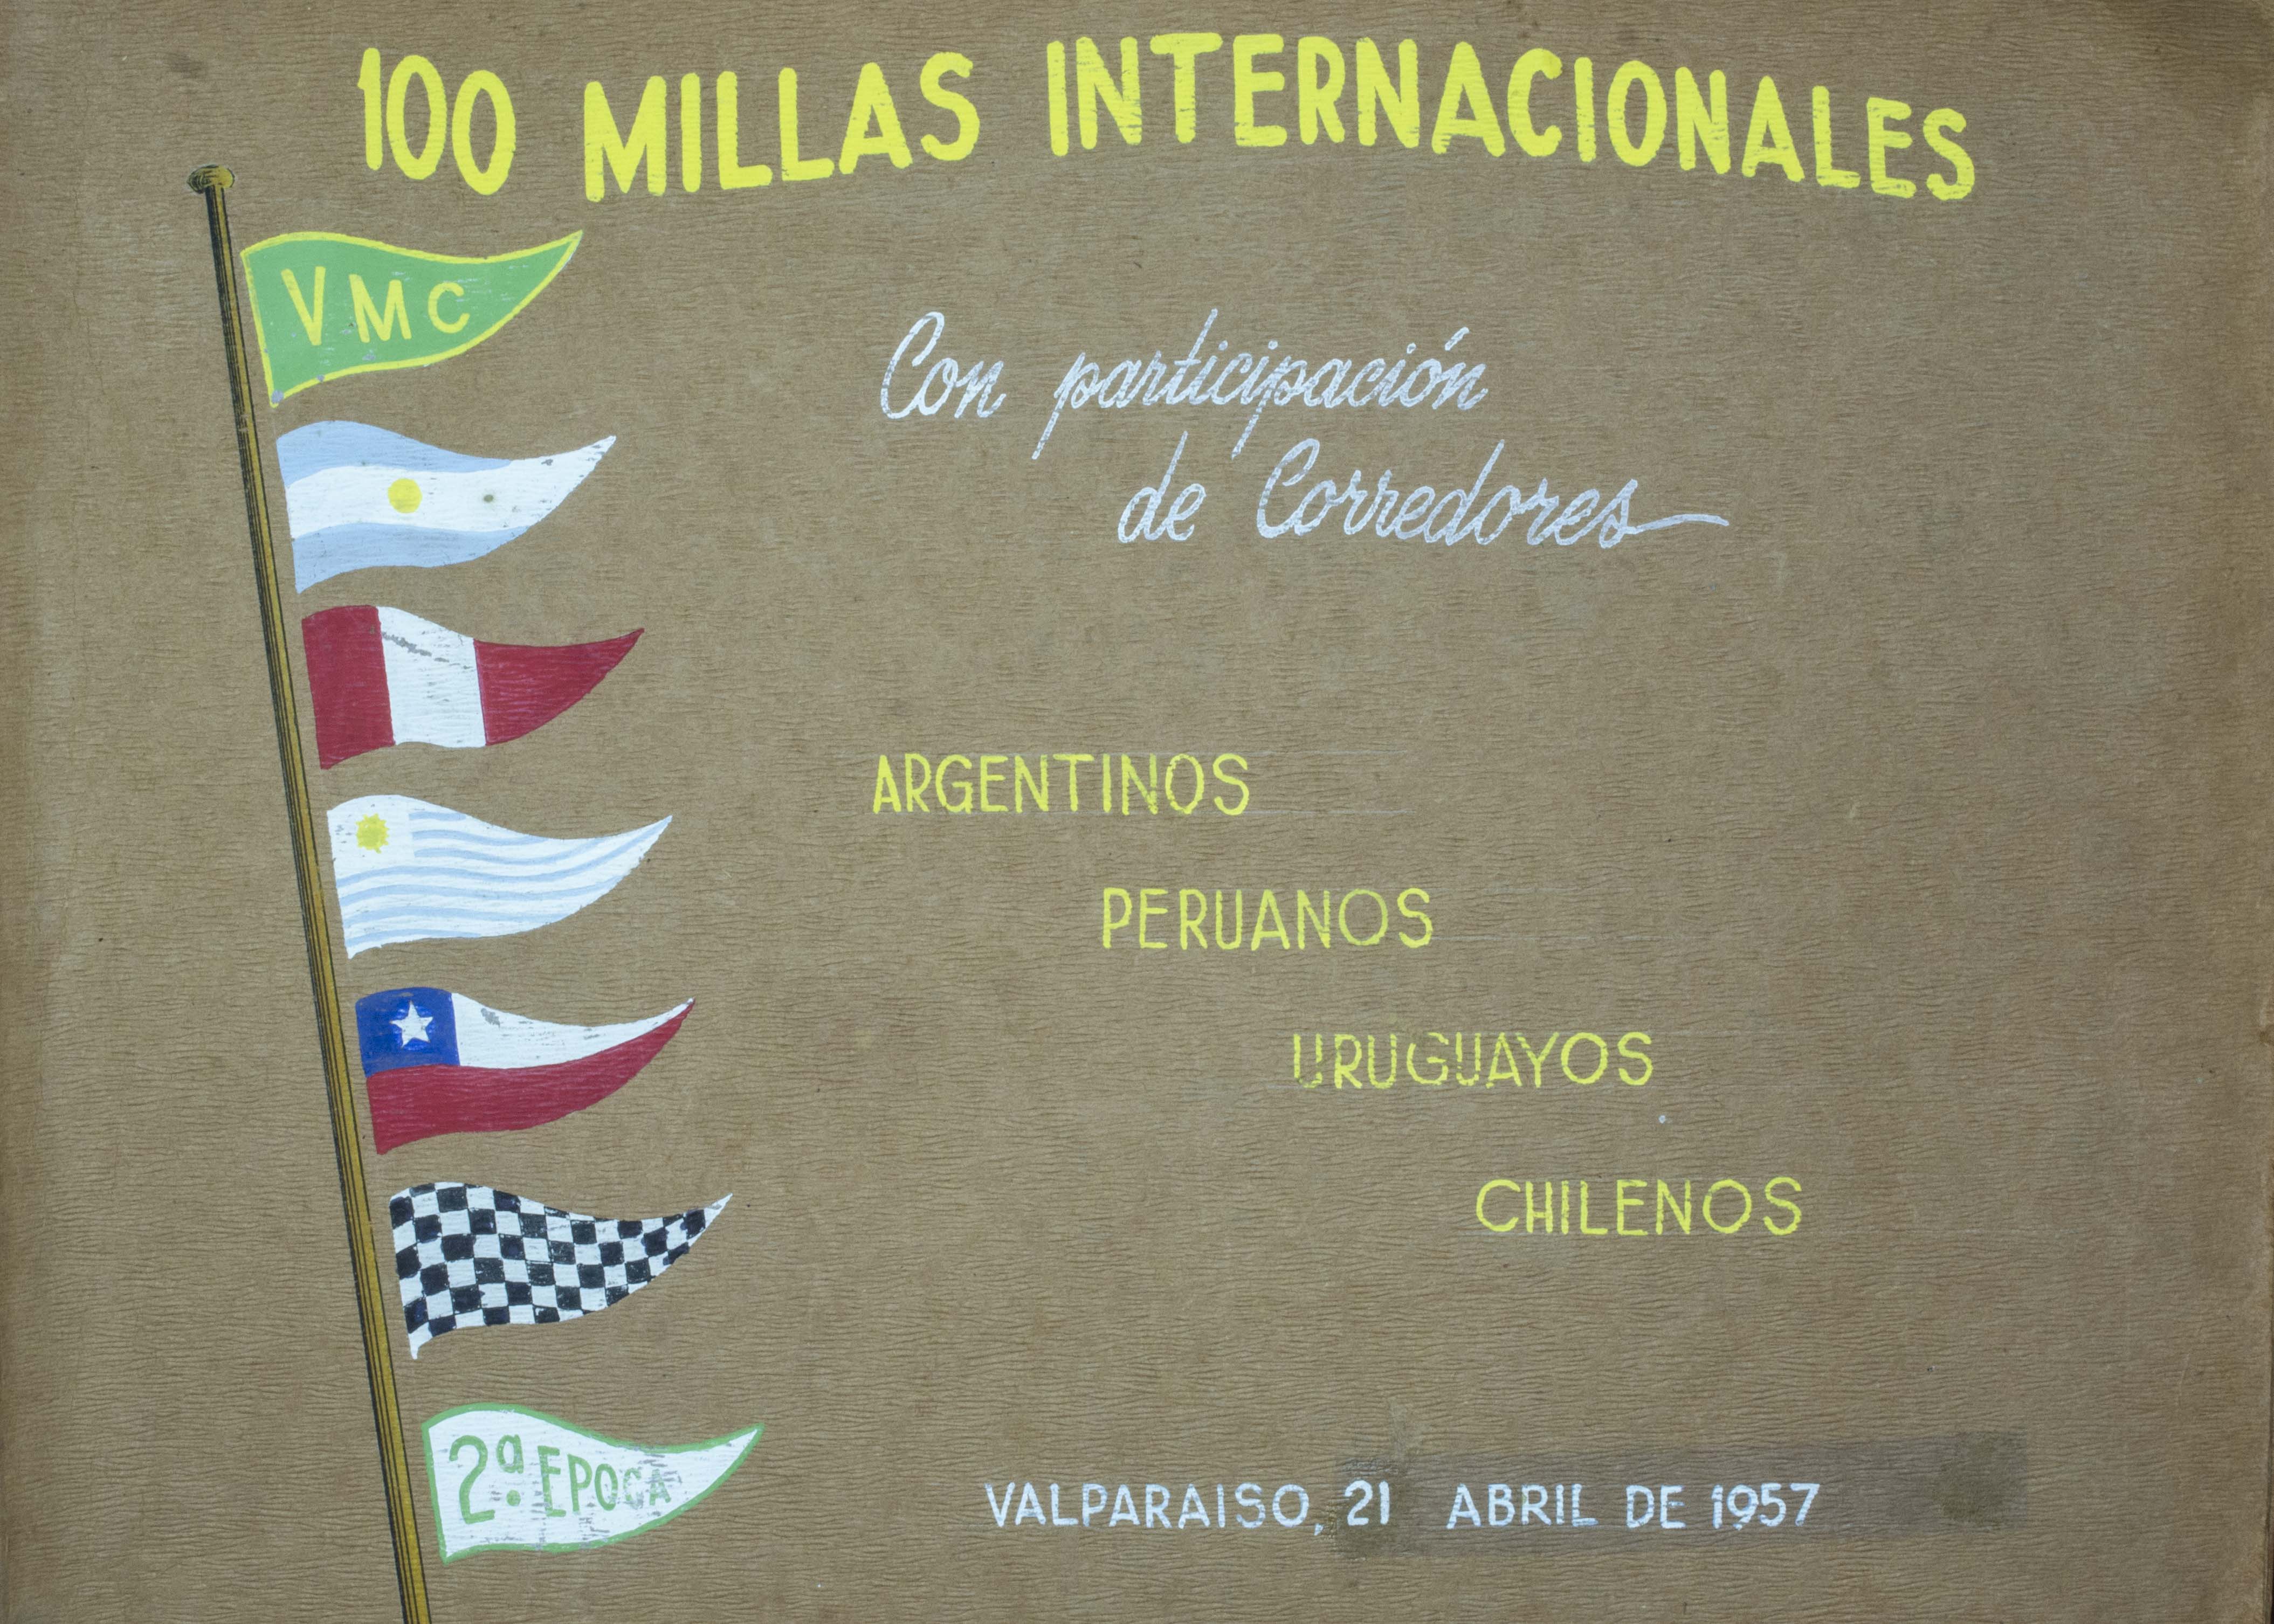 100 MILLAS INTERNACIONALES
VMC
Con participación
de Corredores
ARGENTINOS
PERUANOS
URUGUAYOS
CHILENOS
2ª. EPOCA
VALPARAISO, 21 ABRIL DE 1957